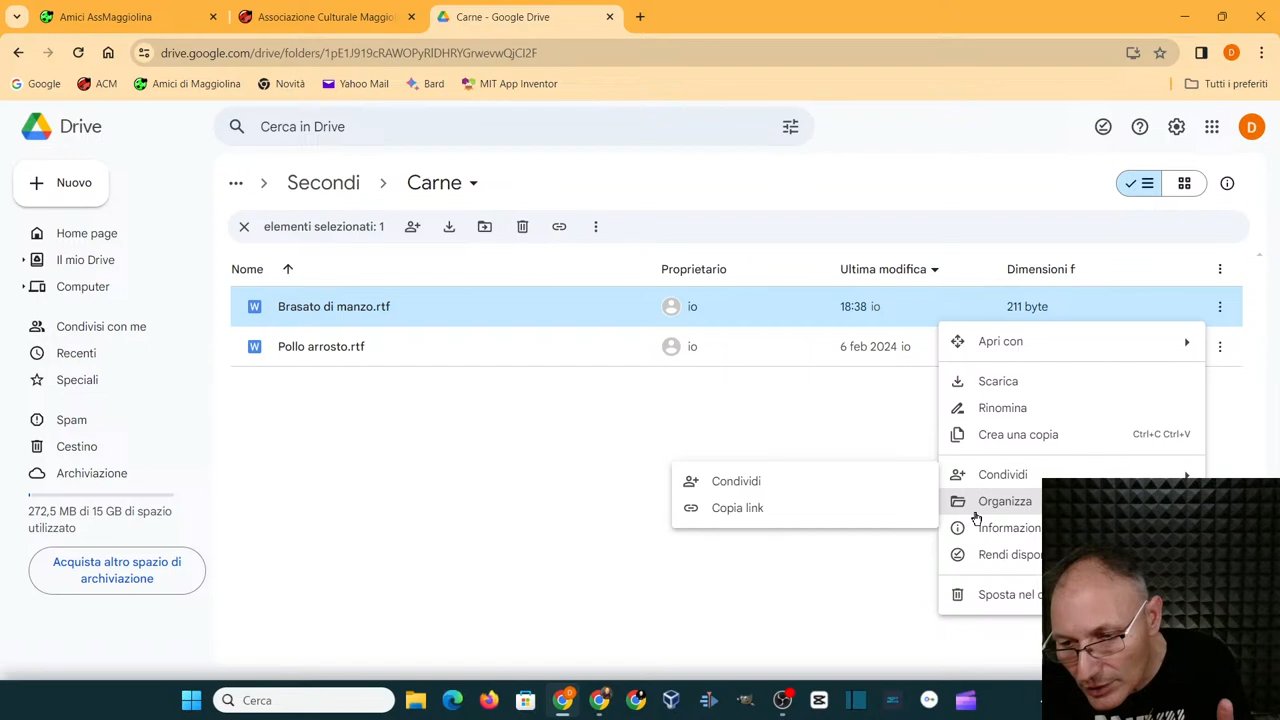 Amici AssMaggiolina
Associazione Culturale Maggiol
Carne - Google Drive
drive.google.com/drive/folders/1pE1J919cRAWOPyRlDHRYGrwevwQjCI2F
Google
ACM
Amici di Maggiolina
Novità
Yahoo Mail
Bard
MIT App Inventor
Tutti i preferiti
Drive
Cerca in Drive
D
Nuovo
Secondi
Carne
elementi selezionati: 1
Home page
Il mio Drive
Computer
Condivisi con me
Recenti
Speciali
Spam
Cestino
Archiviazione
272,5 MB di 15 GB di spazio
utilizzato
Acquista altro spazio di
archiviazione
Nome
Proprietario
Ultima modifica
Dimensioni f
Brasato di manzo.rtf
io
18:38 io
211 byte
Pollo arrosto.rtf
io
6 feb 2024 io
Apri con
Scarica
Rinomina
Crea una copia
Ctrl+C Ctrl+V
Condividi
Organizza
Informazion
Rendi dispo
Sposta nel c
Condividi
Copia link
Cerca